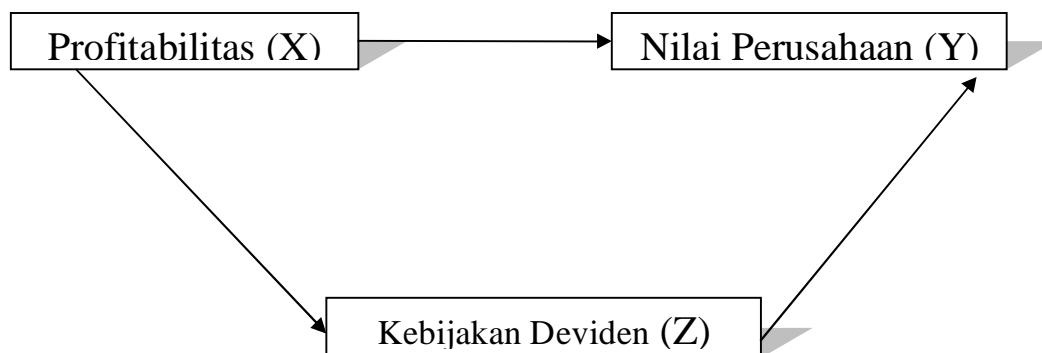 Profitabilitas (X)
Nilai Perusahaan (Y)
Kebijakan Deviden (Z)